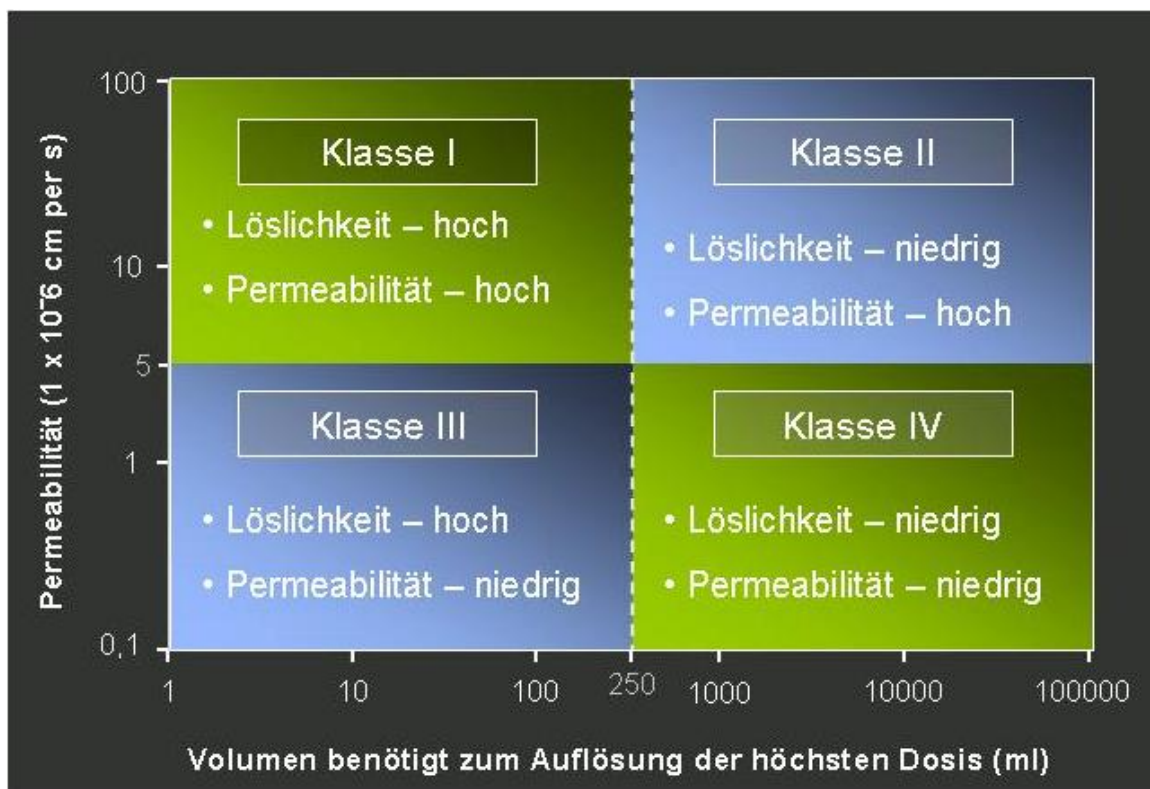 100
10
5
1
0,1
Permeabilität (1 x 10⁻6 cm per s)
Klasse I
• Löslichkeit – hoch
• Permeabilität – hoch
Klasse II
• Löslichkeit – niedrig
• Permeabilität – hoch
Klasse III
• Löslichkeit – hoch
• Permeabilität – niedrig
Klasse IV
• Löslichkeit – niedrig
• Permeabilität – niedrig
1 10 100 250 1000 10000 100000
Volumen benötigt zum Auflösung der höchsten Dosis (ml)